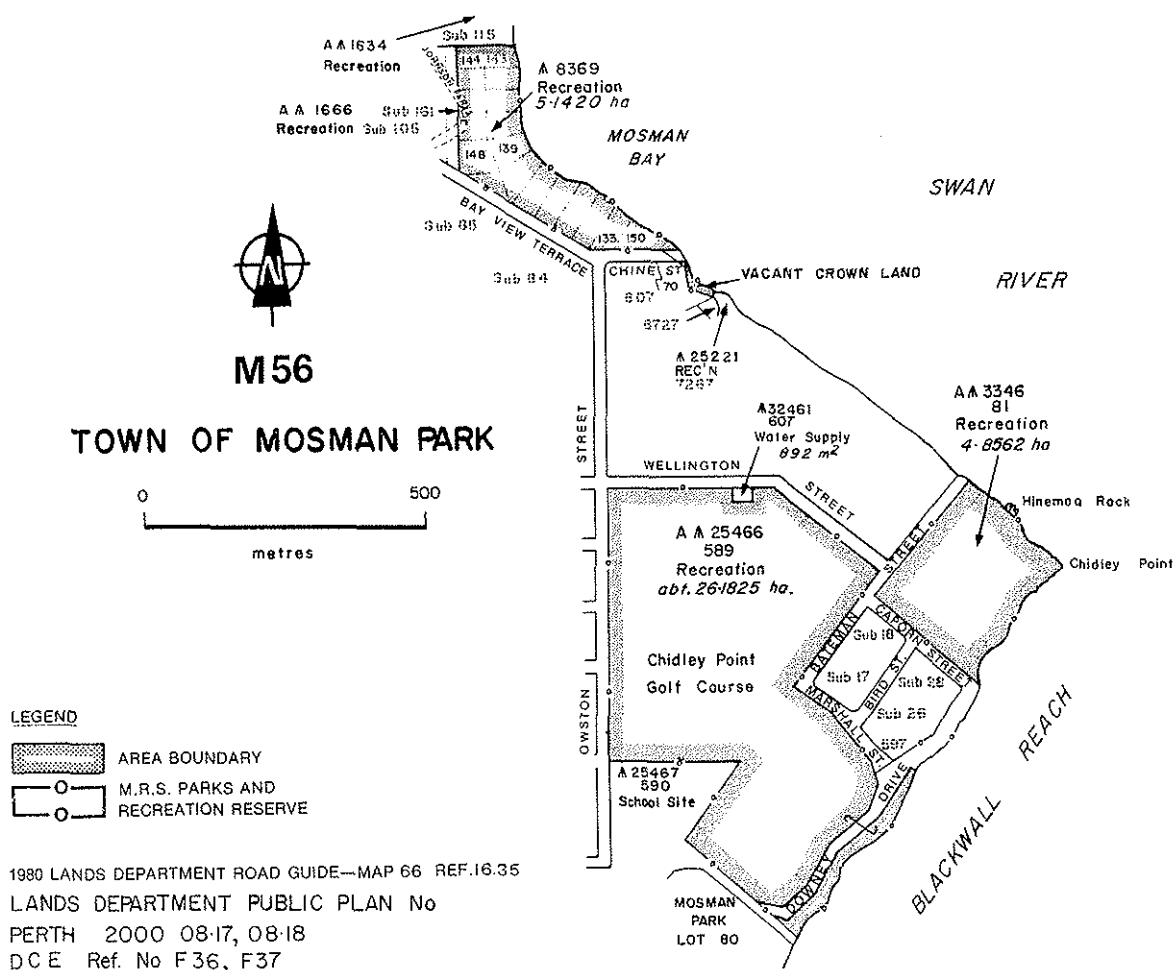 A A 1634
Recreation
Sub 115
144 143
A 8369
Recreation
5·1420 ha
A A 1666 Sub 161
Recreation Sub 105
148
139
MOSMAN
BAY
SWAN
RIVER
BAY VIEW TERRACE
Sub 85
Sub 84
133 150
CHINE ST
70
607
6727
VACANT CROWN LAND
A 25221
REC'N
7267
N
M56
TOWN OF MOSMAN PARK
0 500
metres
STREET
OWSTON
WELLINGTON
STREET
A 32461
607
Water Supply
892 m²
A A 3346
81
Recreation
4·8562 ha
Hinemoa Rock
Chidley Point
A A 25466
589
Recreation
abt. 26·1825 ha.
Chidley Point
Golf Course
BATEMAN STREET
CAPORN STREET
Sub 18
Sub 17
BIRD ST.
Sub 28
Sub 26
597
MARSHALL ST.
DOWNEY DRIVE
BLACKWALL REACH
A 25467
590
School Site
MOSMAN
PARK
LOT 80
LEGEND
AREA BOUNDARY
M.R.S. PARKS AND
RECREATION RESERVE
1980 LANDS DEPARTMENT ROAD GUIDE—MAP 66 REF.16.35
LANDS DEPARTMENT PUBLIC PLAN No
PERTH 2000 08·17, 08·18
D C E Ref. No F36, F37